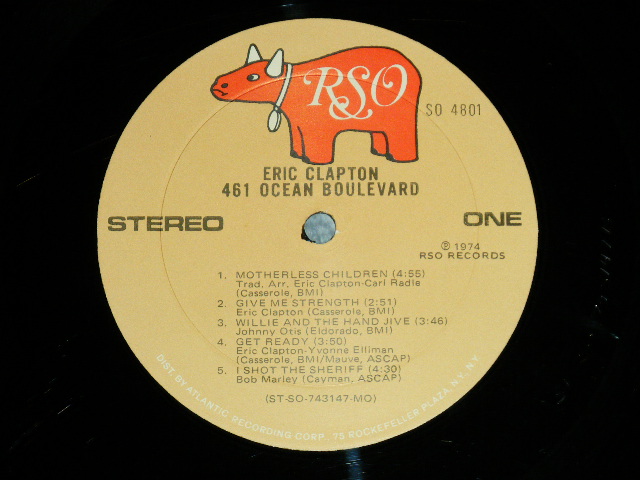 RSO
SO 4801
ERIC CLAPTON
461 OCEAN BOULEVARD
STEREO
ONE
℗ 1974
RSO RECORDS
1. MOTHERLESS CHILDREN (4:55)
Trad. Arr. Eric Clapton-Carl Radle
(Casserole, BMI)
2. GIVE ME STRENGTH (2:51)
Eric Clapton (Casserole, BMI)
3. WILLIE AND THE HAND JIVE (3:46)
Johnny Otis (Eldorado, BMI)
4. GET READY (3:50)
Eric Clapton-Yvonne Elliman
(Casserole, BMI/Mauve, ASCAP)
5. I SHOT THE SHERIFF (4:30)
Bob Marley (Cayman, ASCAP)
(ST-SO-743147-MO)
DIST. BY ATLANTIC RECORDING CORP., 75 ROCKEFELLER PLAZA, N.Y., N.Y.